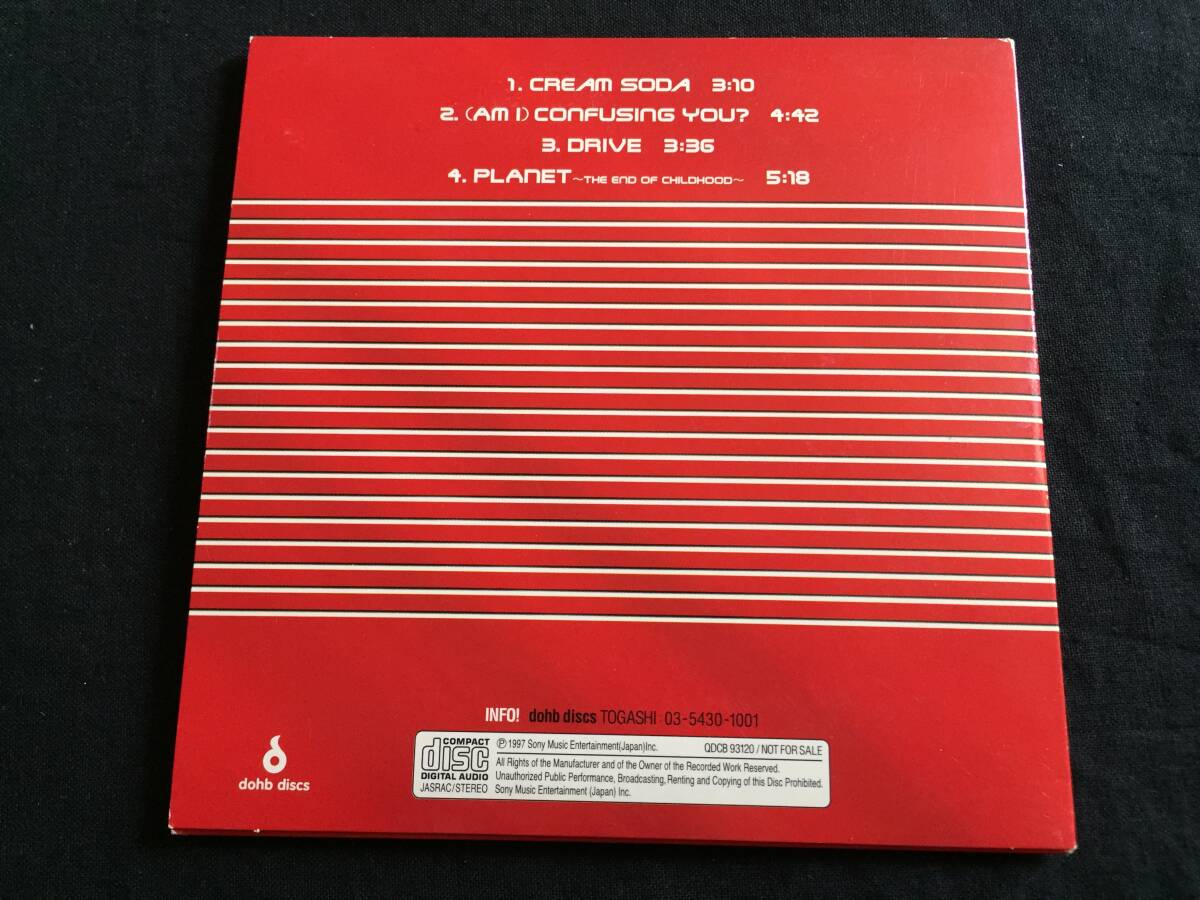 1. CREAM SODA 3:10
2. (AM I) CONFUSING YOU? 4:42
3. DRIVE 3:36
4. PLANET ~THE END OF CHILDHOOD~ 5:18
INFO! dohb discs TOGASHI 03-5430-1001
dohb discs
COMPACT
disc
DIGITAL AUDIO
JASRAC/STEREO
Ⓟ1997 Sony Music Entertainment(Japan)Inc. QDCB 93120 / NOT FOR SALE
All Rights of the Manufacturer and of the Owner of the Recorded Work Reserved.
Unauthorized Public Performance, Broadcasting, Renting and Copying of this Disc Prohibited.
Sony Music Entertainment (Japan) Inc.